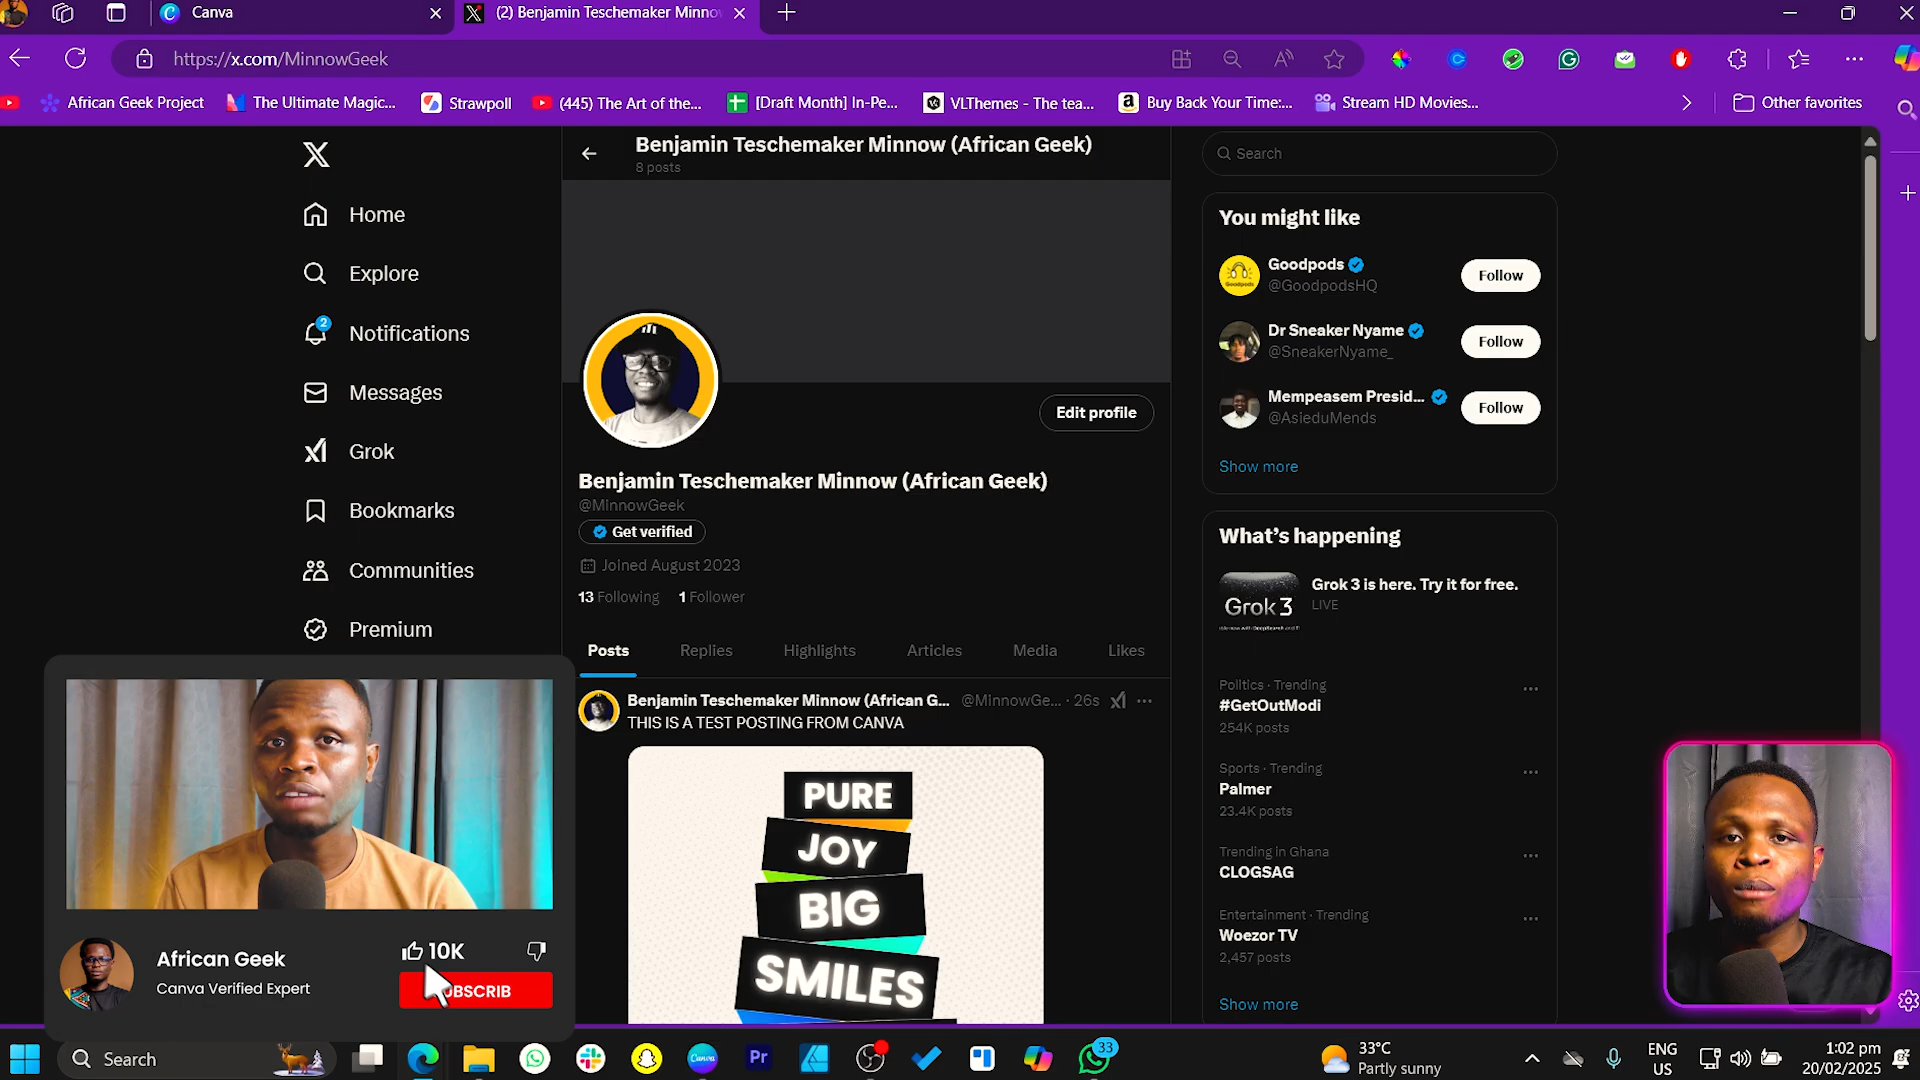 Canva
(2) Benjamin Teschemaker Minno
https://x.com/MinnowGeek
African Geek Project
The Ultimate Magic...
Strawpoll
(445) The Art of the...
[Draft Month] In-Pe...
VLThemes - The tea...
Buy Back Your Time:...
Stream HD Movies...
Other favorites
Home
Explore
2
Notifications
Messages
Grok
Bookmarks
Communities
Premium
Benjamin Teschemaker Minnow (African Geek)
8 posts
Edit profile
Benjamin Teschemaker Minnow (African Geek)
@MinnowGeek
Get verified
Joined August 2023
13 Following 1 Follower
Posts Replies Highlights Articles Media Likes
Benjamin Teschemaker Minnow (African G... @MinnowGe... · 26s
THIS IS A TEST POSTING FROM CANVA
PURE
JOY
BIG
SMILES
Search
You might like
Goodpods
@GoodpodsHQ
Follow
Dr Sneaker Nyame
@SneakerNyame_
Follow
Mempeasem Presid...
@AsieduMends
Follow
Show more
What's happening
Grok 3
Grok 3 is here. Try it for free.
LIVE
Politics · Trending
#GetOutModi
254K posts
Sports · Trending
Palmer
23.4K posts
Trending in Ghana
CLOGSAG
Entertainment · Trending
Woezor TV
2,457 posts
Show more
African Geek
Canva Verified Expert
10K
Search
Canva
Pr
33
33°C
Partly sunny
ENG
US
1:02 pm
20/02/2025